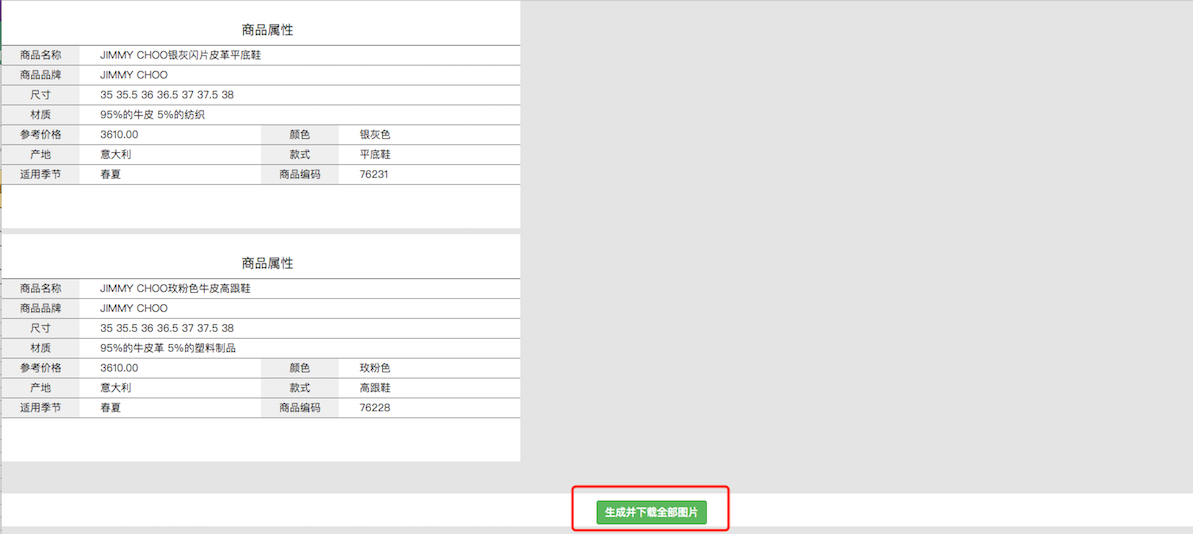 商品属性
商品名称 JIMMY CHOO银灰闪片皮革平底鞋
商品品牌 JIMMY CHOO
尺寸 35 35.5 36 36.5 37 37.5 38
材质 95%的牛皮 5%的纺织
参考价格 3610.00 颜色 银灰色
产地 意大利 款式 平底鞋
适用季节 春夏 商品编码 76231
商品属性
商品名称 JIMMY CHOO玫粉色牛皮高跟鞋
商品品牌 JIMMY CHOO
尺寸 35 35.5 36 36.5 37 37.5 38
材质 95%的牛皮革 5%的塑料制品
参考价格 3610.00 颜色 玫粉色
产地 意大利 款式 高跟鞋
适用季节 春夏 商品编码 76228
生成并下载全部图片